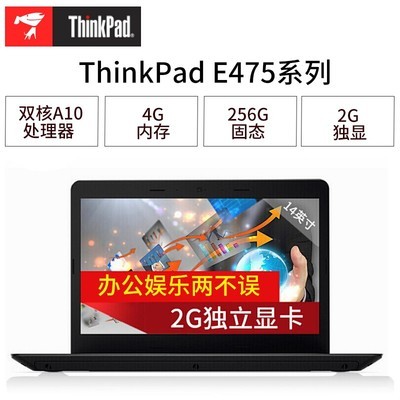 ThinkPad
ThinkPad E475系列
双核A10
处理器
4G
内存
256G
固态
2G
独显
14英寸
办公娱乐两不误
2G独立显卡